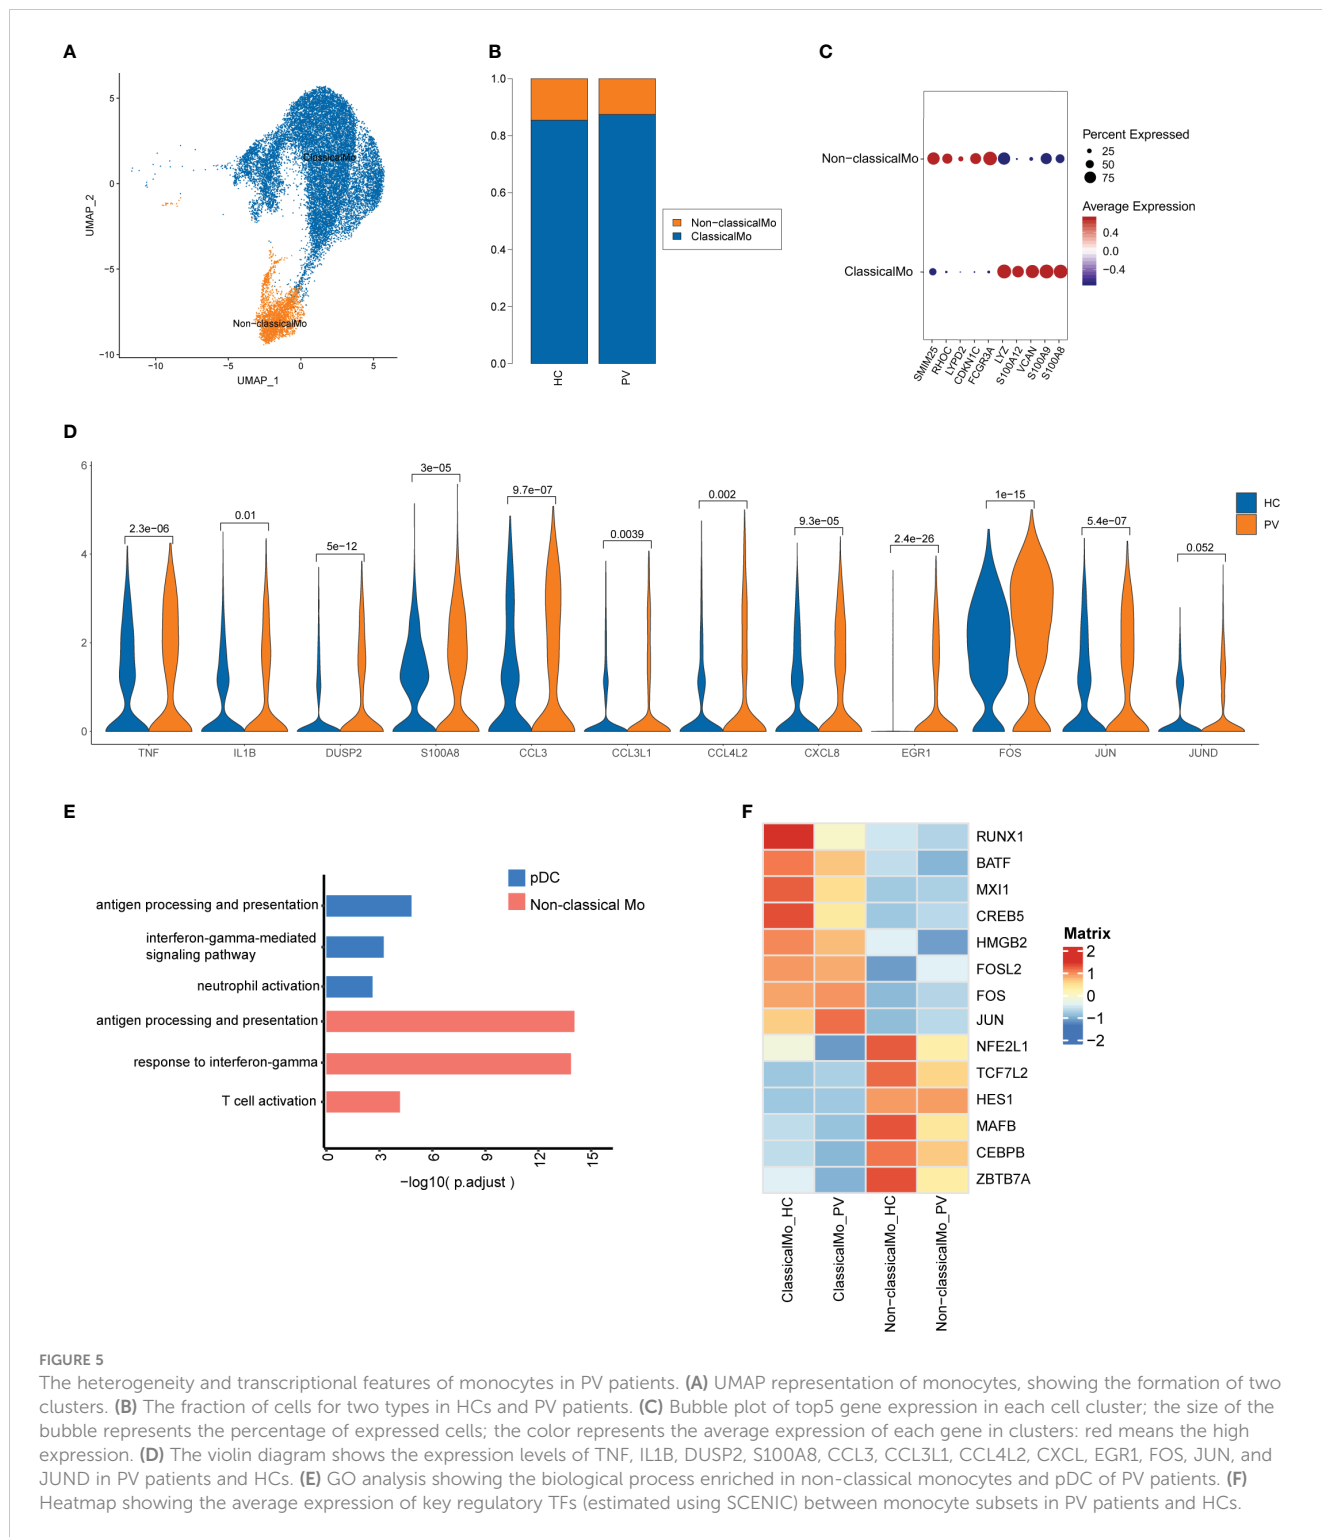 A
5
0
−5
−10
UMAP_2
−10
−5
0
5
UMAP_1
ClassicalMo
Non−classicalMo
B
1.0
0.8
0.6
0.4
0.2
0.0
HC
PV
Non−classicalMo
ClassicalMo
C
Non−classicalMo
ClassicalMo
SMIM25
RHOC
LYPD2
CDKN1C
FCGR3A
LYZ
S100A12
VCAN
S100A9
S100A8
Percent Expressed
25
50
75
Average Expression
0.4
0.0
−0.4
D
6
4
2
0
2.3e−06
0.01
5e−12
3e−05
9.7e−07
0.0039
0.002
9.3e−05
2.4e−26
1e−15
5.4e−07
0.052
HC
PV
TNF
IL1B
DUSP2
S100A8
CCL3
CCL3L1
CCL4L2
CXCL8
EGR1
FOS
JUN
JUND
E
pDC
Non-classical Mo
antigen processing and presentation
interferon-gamma-mediated
signaling pathway
neutrophil activation
antigen processing and presentation
response to interferon-gamma
T cell activation
0
3
6
9
12
15
−log10( p.adjust )
F
RUNX1
BATF
MXI1
CREB5
HMGB2
FOSL2
FOS
JUN
NFE2L1
TCF7L2
HES1
MAFB
CEBPB
ZBTB7A
ClassicalMo_HC
ClassicalMo_PV
Non−classicalMo_HC
Non−classicalMo_PV
Matrix
2
1
0
−1
−2
FIGURE 5
The heterogeneity and transcriptional features of monocytes in PV patients. (A) UMAP representation of monocytes, showing the formation of two
clusters. (B) The fraction of cells for two types in HCs and PV patients. (C) Bubble plot of top5 gene expression in each cell cluster; the size of the
bubble represents the percentage of expressed cells; the color represents the average expression of each gene in clusters: red means the high
expression. (D) The violin diagram shows the expression levels of TNF, IL1B, DUSP2, S100A8, CCL3, CCL3L1, CCL4L2, CXCL, EGR1, FOS, JUN, and
JUND in PV patients and HCs. (E) GO analysis showing the biological process enriched in non-classical monocytes and pDC of PV patients. (F)
Heatmap showing the average expression of key regulatory TFs (estimated using SCENIC) between monocyte subsets in PV patients and HCs.